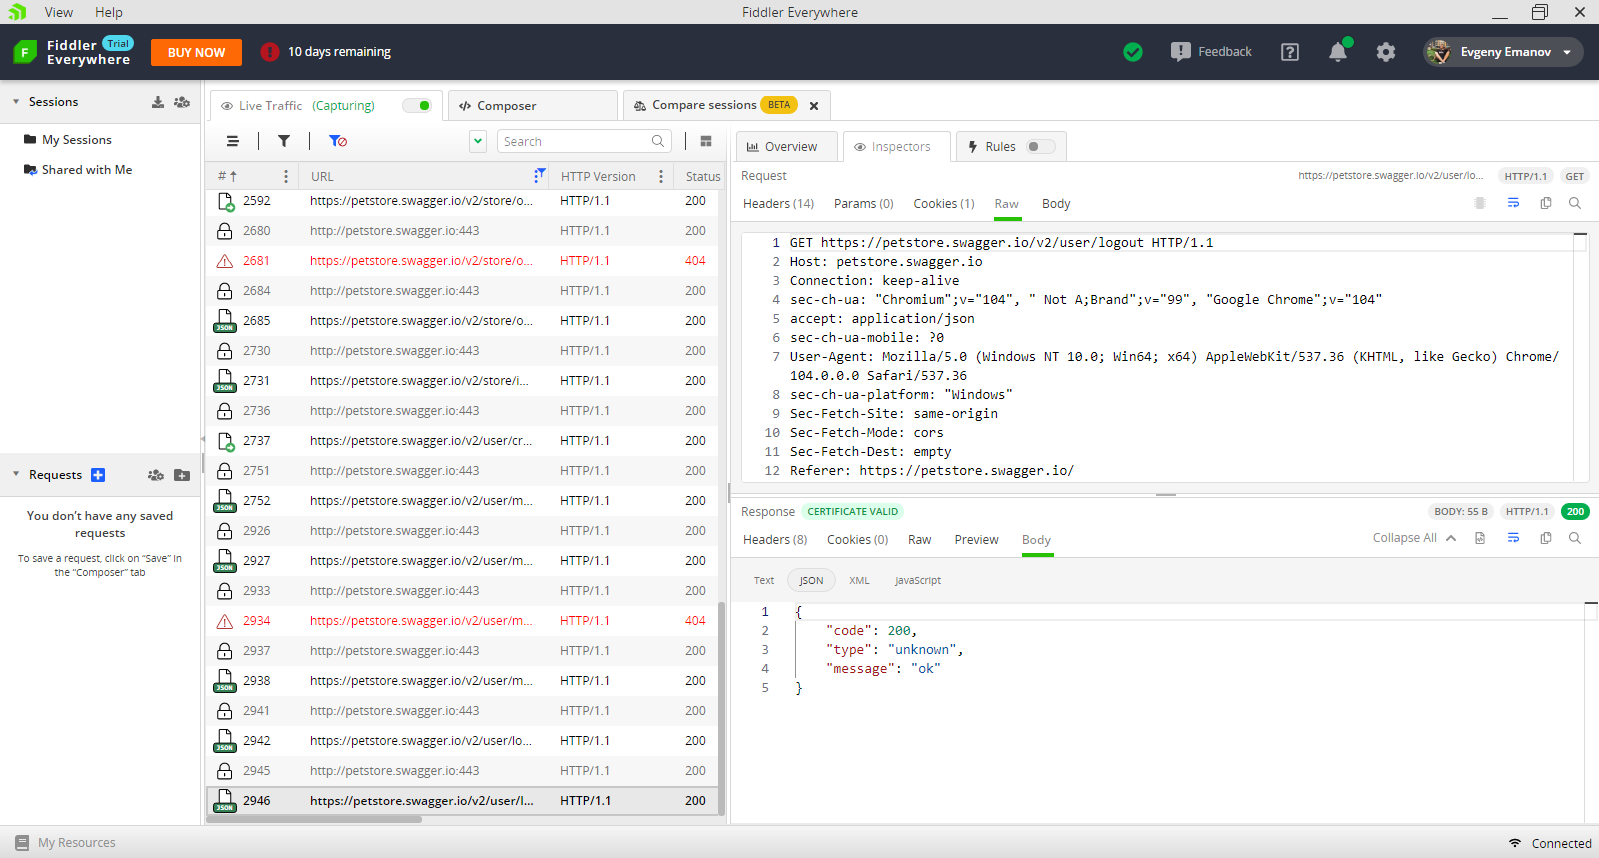 View Help
Fiddler Everywhere
Fiddler Trial
Everywhere
BUY NOW
10 days remaining
Feedback
Evgeny Emanov
Sessions
My Sessions
Shared with Me
Requests
You don’t have any saved
requests
To save a request, click on “Save” in
the “Composer” tab
Live Traffic (Capturing)
Composer
Compare sessions BETA
Search
# URL HTTP Version Status
2592 https://petstore.swagger.io/v2/store/o... HTTP/1.1 200
2680 http://petstore.swagger.io:443 HTTP/1.1 200
2681 https://petstore.swagger.io/v2/store/o... HTTP/1.1 404
2684 http://petstore.swagger.io:443 HTTP/1.1 200
JSON 2685 https://petstore.swagger.io/v2/store/o... HTTP/1.1 200
2730 http://petstore.swagger.io:443 HTTP/1.1 200
JSON 2731 https://petstore.swagger.io/v2/store/i... HTTP/1.1 200
2736 http://petstore.swagger.io:443 HTTP/1.1 200
2737 https://petstore.swagger.io/v2/user/cr... HTTP/1.1 200
2751 http://petstore.swagger.io:443 HTTP/1.1 200
JSON 2752 https://petstore.swagger.io/v2/user/m... HTTP/1.1 200
2926 http://petstore.swagger.io:443 HTTP/1.1 200
JSON 2927 https://petstore.swagger.io/v2/user/m... HTTP/1.1 200
2933 http://petstore.swagger.io:443 HTTP/1.1 200
2934 https://petstore.swagger.io/v2/user/m... HTTP/1.1 404
2937 http://petstore.swagger.io:443 HTTP/1.1 200
JSON 2938 https://petstore.swagger.io/v2/user/m... HTTP/1.1 200
2941 http://petstore.swagger.io:443 HTTP/1.1 200
JSON 2942 https://petstore.swagger.io/v2/user/lo... HTTP/1.1 200
2945 http://petstore.swagger.io:443 HTTP/1.1 200
JSON 2946 https://petstore.swagger.io/v2/user/l... HTTP/1.1 200
Overview Inspectors Rules
Request https://petstore.swagger.io/v2/user/lo... HTTP/1.1 GET
Headers (14) Params (0) Cookies (1) Raw Body
1 GET https://petstore.swagger.io/v2/user/logout HTTP/1.1
2 Host: petstore.swagger.io
3 Connection: keep-alive
4 sec-ch-ua: "Chromium";v="104", " Not A;Brand";v="99", "Google Chrome";v="104"
5 accept: application/json
6 sec-ch-ua-mobile: ?0
7 User-Agent: Mozilla/5.0 (Windows NT 10.0; Win64; x64) AppleWebKit/537.36 (KHTML, like Gecko) Chrome/
104.0.0.0 Safari/537.36
8 sec-ch-ua-platform: "Windows"
9 Sec-Fetch-Site: same-origin
10 Sec-Fetch-Mode: cors
11 Sec-Fetch-Dest: empty
12 Referer: https://petstore.swagger.io/
Response CERTIFICATE VALID BODY: 55 B HTTP/1.1 200
Headers (8) Cookies (0) Raw Preview Body Collapse All
Text JSON XML JavaScript
1 {
2 "code": 200,
3 "type": "unknown",
4 "message": "ok"
5 }
My Resources
Connected